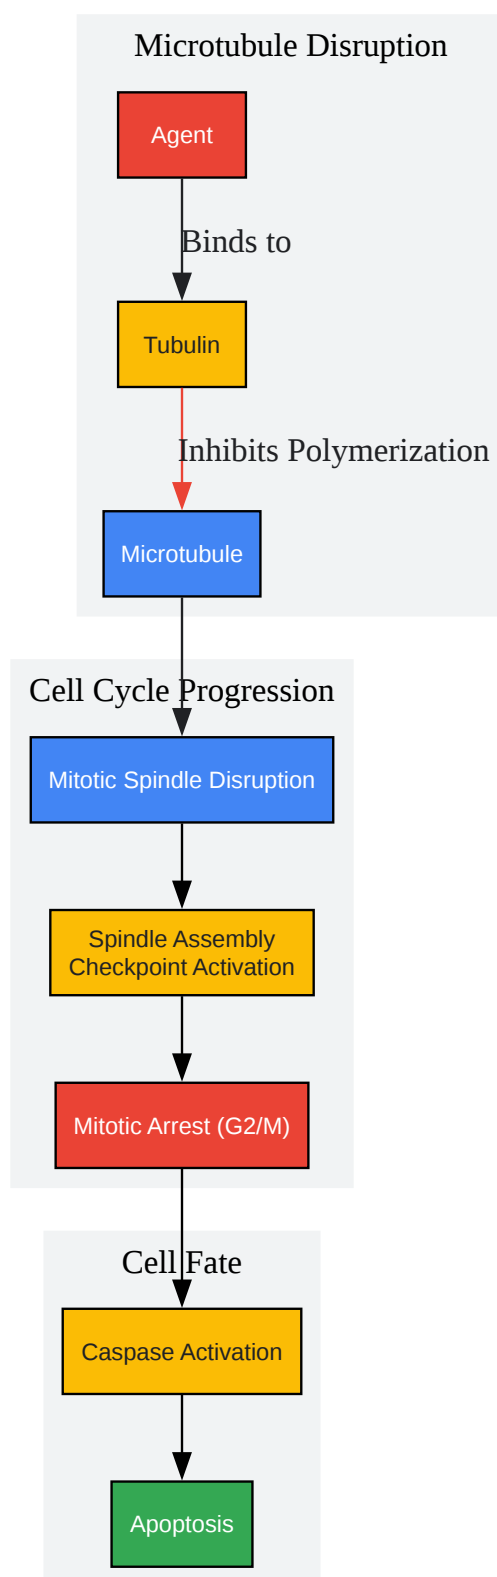 Microtubule Disruption
Agent
Binds to
Tubulin
Inhibits Polymerization
Microtubule
Cell Cycle Progression
Mitotic Spindle Disruption
Spindle Assembly
Checkpoint Activation
Mitotic Arrest (G2/M)
Cell Fate
Caspase Activation
Apoptosis